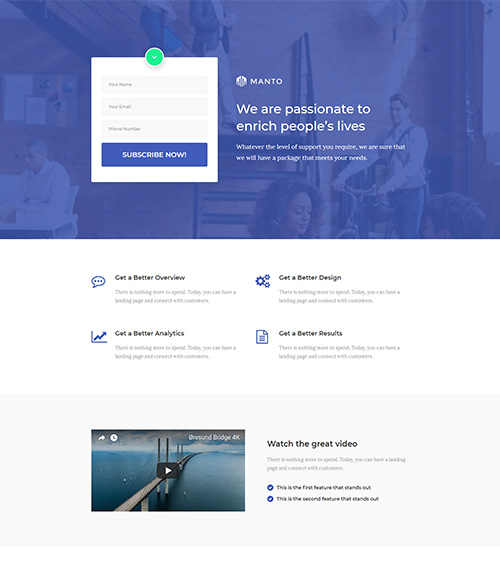 Your Name
Your Email
Phone Number
SUBSCRIBE NOW!
MANTO
We are passionate to
enrich people's lives
Whatever the level of support you require, we are sure that
we will have a package that meets your needs.
Get a Better Overview
There is nothing more to spend. Today, you can have a
landing page and connect with customers.
Get a Better Design
There is nothing more to spend. Today, you can have a
landing page and connect with customers.
Get a Better Analytics
There is nothing more to spend. Today, you can have a
landing page and connect with customers.
Get a Better Results
There is nothing more to spend. Today, you can have a
landing page and connect with customers.
Øresund Bridge 4K
Watch the great video
There is nothing more to spend. Today, you can have a landing
page and connect with customers.
This is the first feature that stands out
This is the second feature that stands out